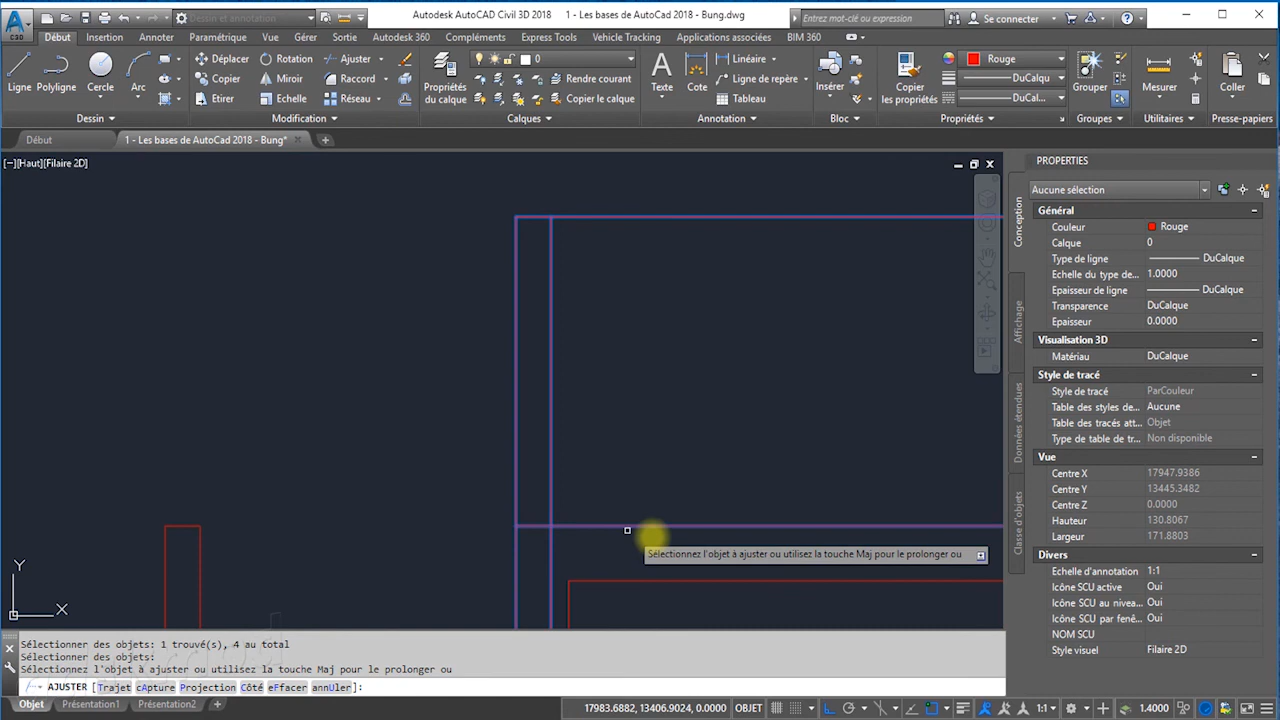 Autodesk AutoCAD Civil 3D 2018 1 - Les bases de AutoCad 2018 - Bung.dwg
Dessin et annotation
Entrez mot-clé ou expression
Se connecter
C3D
Début Insertion Annoter Paramétrique Vue Gérer Sortie Autodesk 360 Compléments Express Tools Vehicle Tracking Applications associées BIM 360
Ligne Polyligne Cercle Arc
Déplacer Rotation Ajuster
Copier Miroir Raccord
Etirer Echelle Réseau
Propriétés du calque
0
Rendre courant
Copier le calque
Texte Cote
Linéaire
Ligne de repère
Tableau
Insérer
Copier les propriétés
Rouge
DuCalqu
DuCal...
Grouper
Mesurer
Coller
Dessin Modification Calques Annotation Bloc Propriétés Groupes Utilitaires Presse-papiers
Début 1 - Les bases de AutoCad 2018 - Bung*
[−][Haut][Filaire 2D]
PROPERTIES
Aucune sélection
Conception
Affichage
Données étendues
Classe d'objets
Général
Couleur Rouge
Calque 0
Type de ligne DuCalque
Echelle du type de... 1.0000
Epaisseur de ligne DuCalque
Transparence DuCalque
Epaisseur 0.0000
Visualisation 3D
Matériau DuCalque
Style de tracé
Style de tracé ParCouleur
Table des styles de... Aucune
Table des tracés att... Objet
Type de table de tr... Non disponible
Vue
Centre X 17947.9386
Centre Y 13445.3482
Centre Z 0.0000
Hauteur 130.8067
Largeur 171.8803
Divers
Echelle d'annotation 1:1
Icône SCU active Oui
Icône SCU au nivea... Oui
Icône SCU par fenê... Oui
NOM SCU
Style visuel Filaire 2D
Sélectionnez l'objet à ajuster ou utilisez la touche Maj pour le prolonger ou
Y
X
Sélectionner des objets: 1 trouvé(s), 4 au total
Sélectionner des objets:
Sélectionnez l'objet à ajuster ou utilisez la touche Maj pour le prolonger ou
AJUSTER [Trajet cApture Projection Côté eFfacer annUler]:
Objet Présentation1 Présentation2
17983.6882, 13406.9024, 0.0000 OBJET 1:1 1.4000